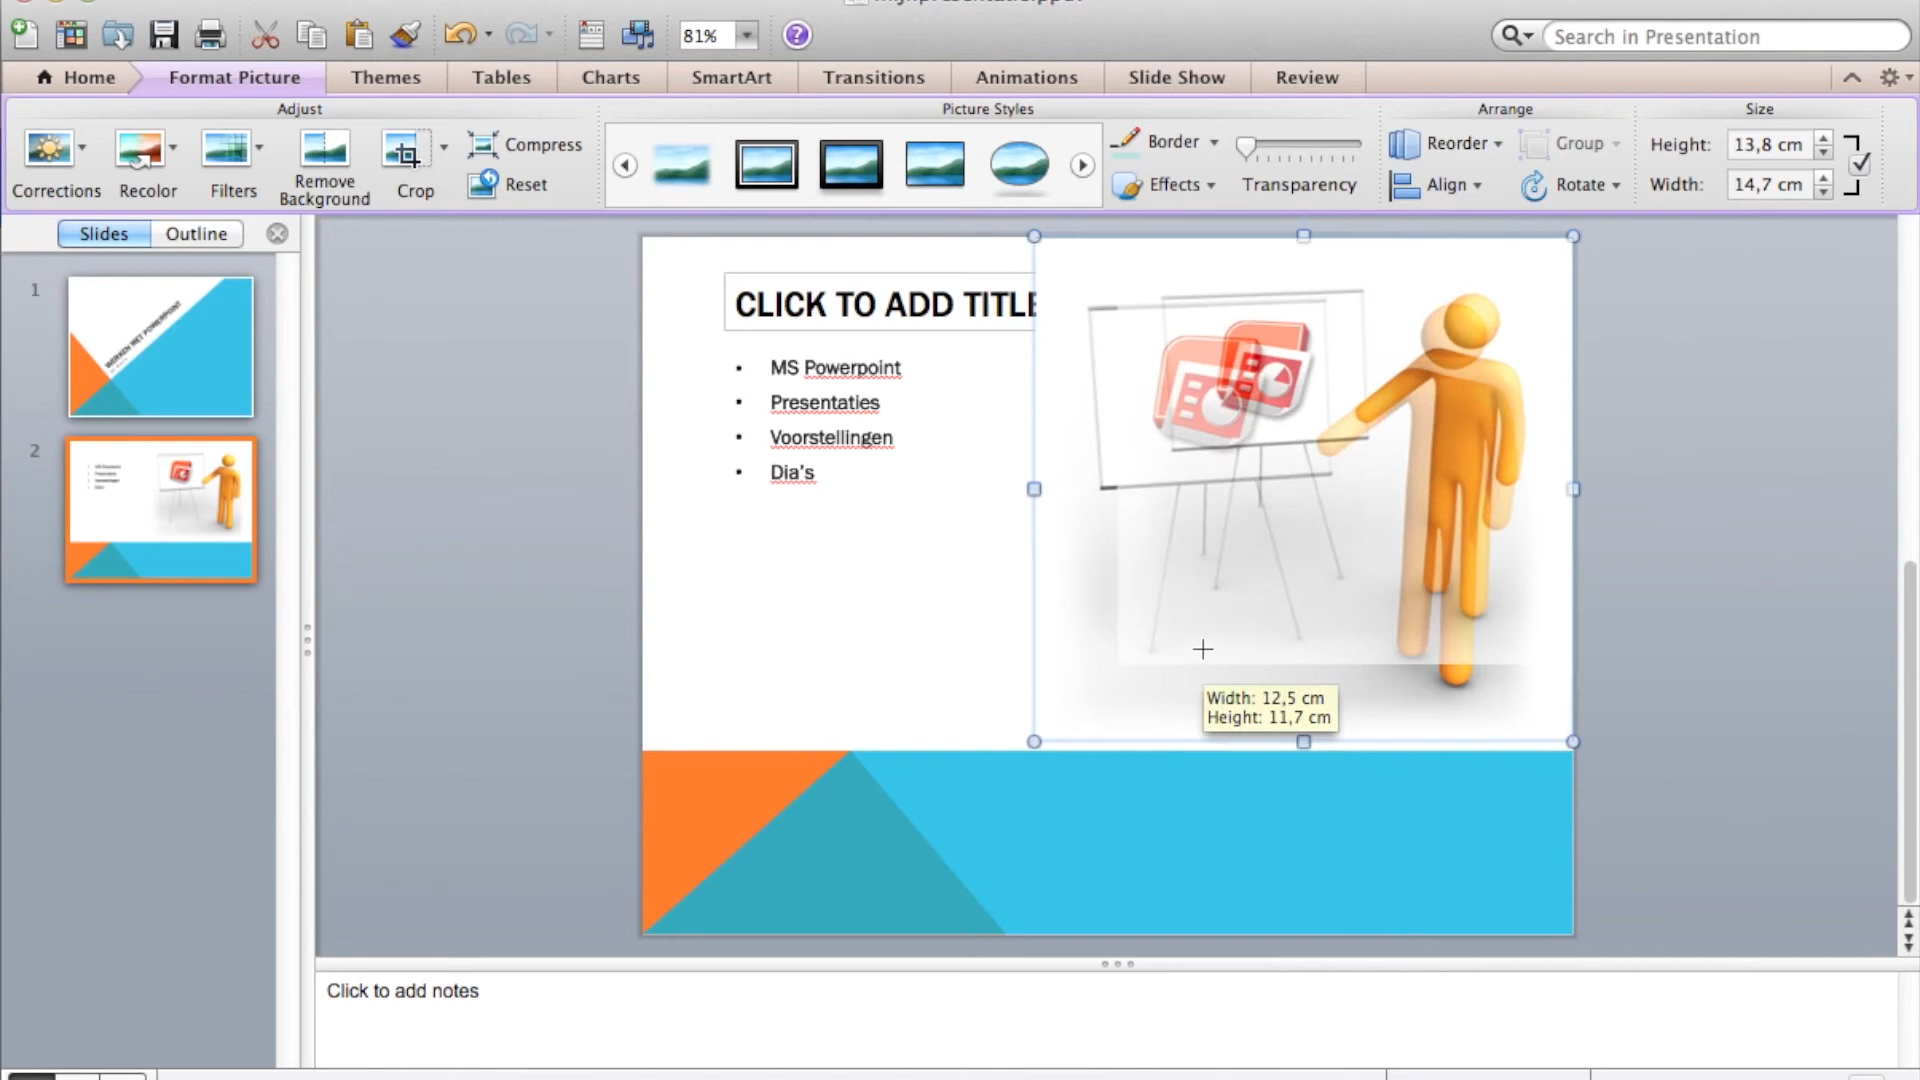 81%
Search in Presentation
Home
Format Picture
Themes
Tables
Charts
SmartArt
Transitions
Animations
Slide Show
Review
Adjust
Picture Styles
Arrange
Size
Corrections
Recolor
Filters
Remove
Background
Crop
Compress
Reset
Border
Effects
Transparency
Reorder
Group
Align
Rotate
Height: 13,8 cm
Width: 14,7 cm
Slides
Outline
1
WERKEN MET POWERPOINT
2
CLICK TO ADD TITLE
• MS Powerpoint
• Presentaties
• Voorstellingen
• Dia's
Width: 12,5 cm
Height: 11,7 cm
Click to add notes